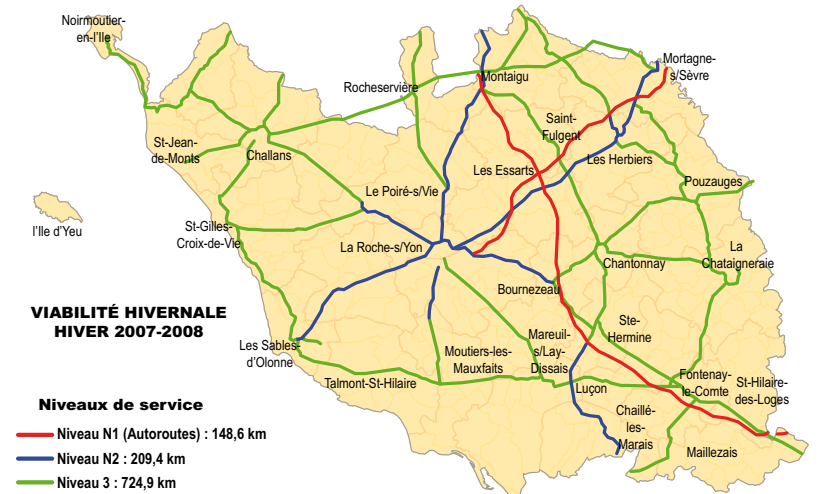 Noirmoutier-
en-l'Ile
Mortagne-
s/Sèvre
Montaigu
Rocheservière
Saint-
Fulgent
St-Jean-
de-Monts
Challans
Les Herbiers
Les Essarts
Pouzauges
Le Poiré-s/Vie
l'Ile d'Yeu
St-Gilles-
Croix-de-Vie
La Roche-s/Yon
La
Chataigneraie
Chantonnay
Bournezeau
VIABILITÉ HIVERNALE
HIVER 2007-2008
Ste-
Hermine
Mareuil-
s/Lay-
Dissais
Les Sables-
d'Olonne
Moutiers-les-
Mauxfaits
Talmont-St-Hilaire
Fontenay-
le-Comte
St-Hilaire-
des-Loges
Luçon
Chaillé-
les-
Marais
Maillezais
Niveaux de service
Niveau N1 (Autoroutes) : 148,6 km
Niveau N2 : 209,4 km
Niveau 3 : 724,9 km